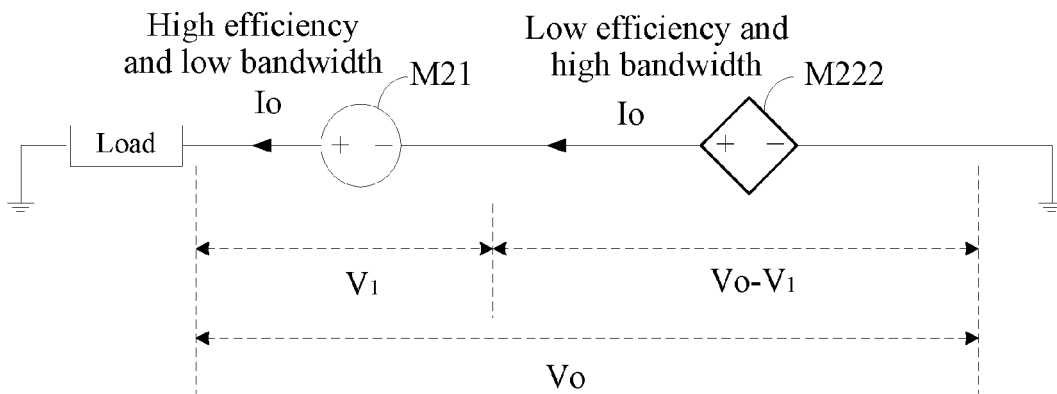 High efficiency
and low bandwidth
M21
Io
Low efficiency and
high bandwidth
M222
Io
Load
+ −
+ −
V1
Vo-V1
Vo